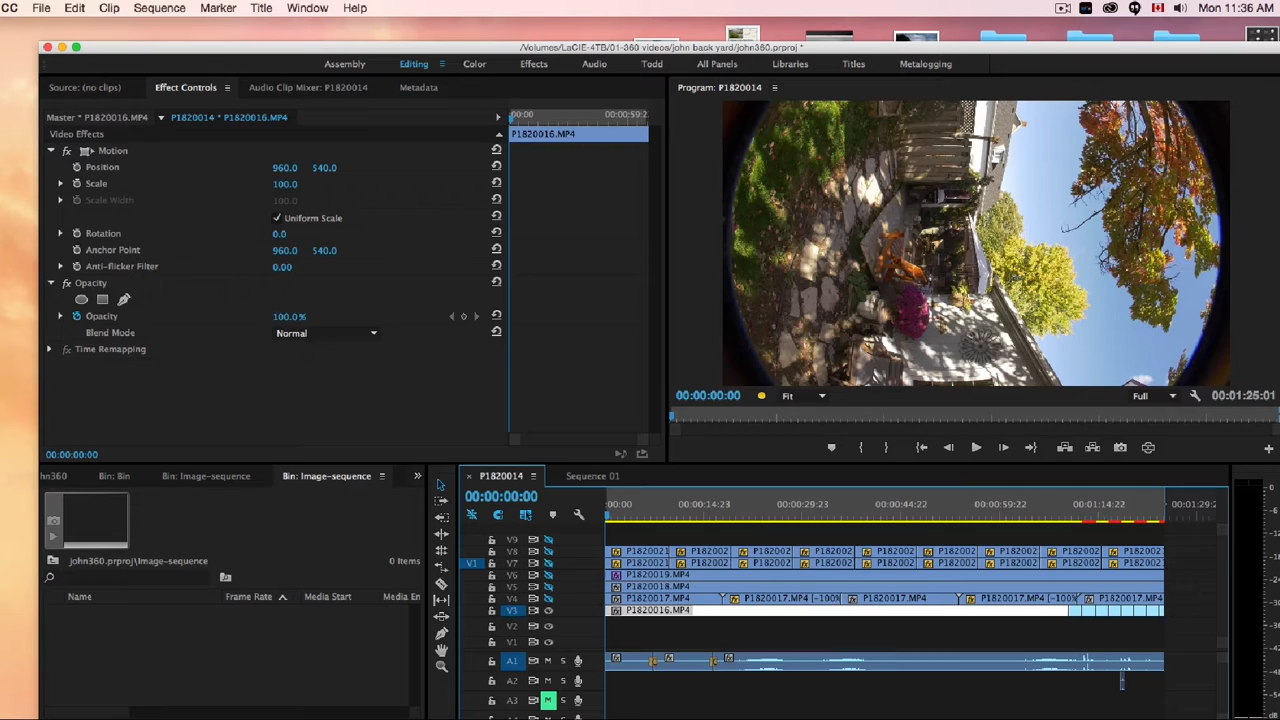 CC File Edit Clip Sequence Marker Title Window Help Mon 11:36 AM
/Volumes/LaCIE-4TB/01-360 videos/john back yard/john360.prproj *
Assembly Editing Color Effects Audio Todd All Panels Libraries Titles Metalogging
Source: (no clips) Effect Controls Audio Clip Mixer: P1820014 Metadata Program: P1820014
Master * P1820016.MP4 P1820014 * P1820016.MP4 :00:00 00:00:59:2
Video Effects P1820016.MP4
fx Motion
Position 960.0 540.0
Scale 100.0
Scale Width 100.0
Uniform Scale
Rotation 0.0
Anchor Point 960.0 540.0
Anti-flicker Filter 0.00
fx Opacity
Opacity 100.0%
Blend Mode Normal
fx Time Remapping
00:00:00:00 Fit Full 00:01:25:01
00:00:00:00
hn360 Bin: Bin Bin: Image-sequence Bin: Image-sequence × P1820014 Sequence 01
00:00:00:00 :00:00 00:00:14:23 00:00:29:23 00:00:44:22 00:00:59:22 00:01:14:22 00:01:29:2
V9
V8 P1820021 P182002 P182002 P182002 P182002 P182002 P182002 P182002 P182002
V1 V7 P1820021 P182002 P182002 P182002 P182002 P182002 P182002 P182002 P182002
john360.prproj\Image-sequence 0 Items
V6 P1820019.MP4
V5 P1820018.MP4
Name Frame Rate Media Start Media En
V4 P1820017.MP4 P1820017.MP4 [-100% P1820017.MP4 P1820017.MP4 [-100% P1820017.MP4
V3 P1820016.MP4
V2
V1
A1 M S
A2 M S
A3 M S
0
dB